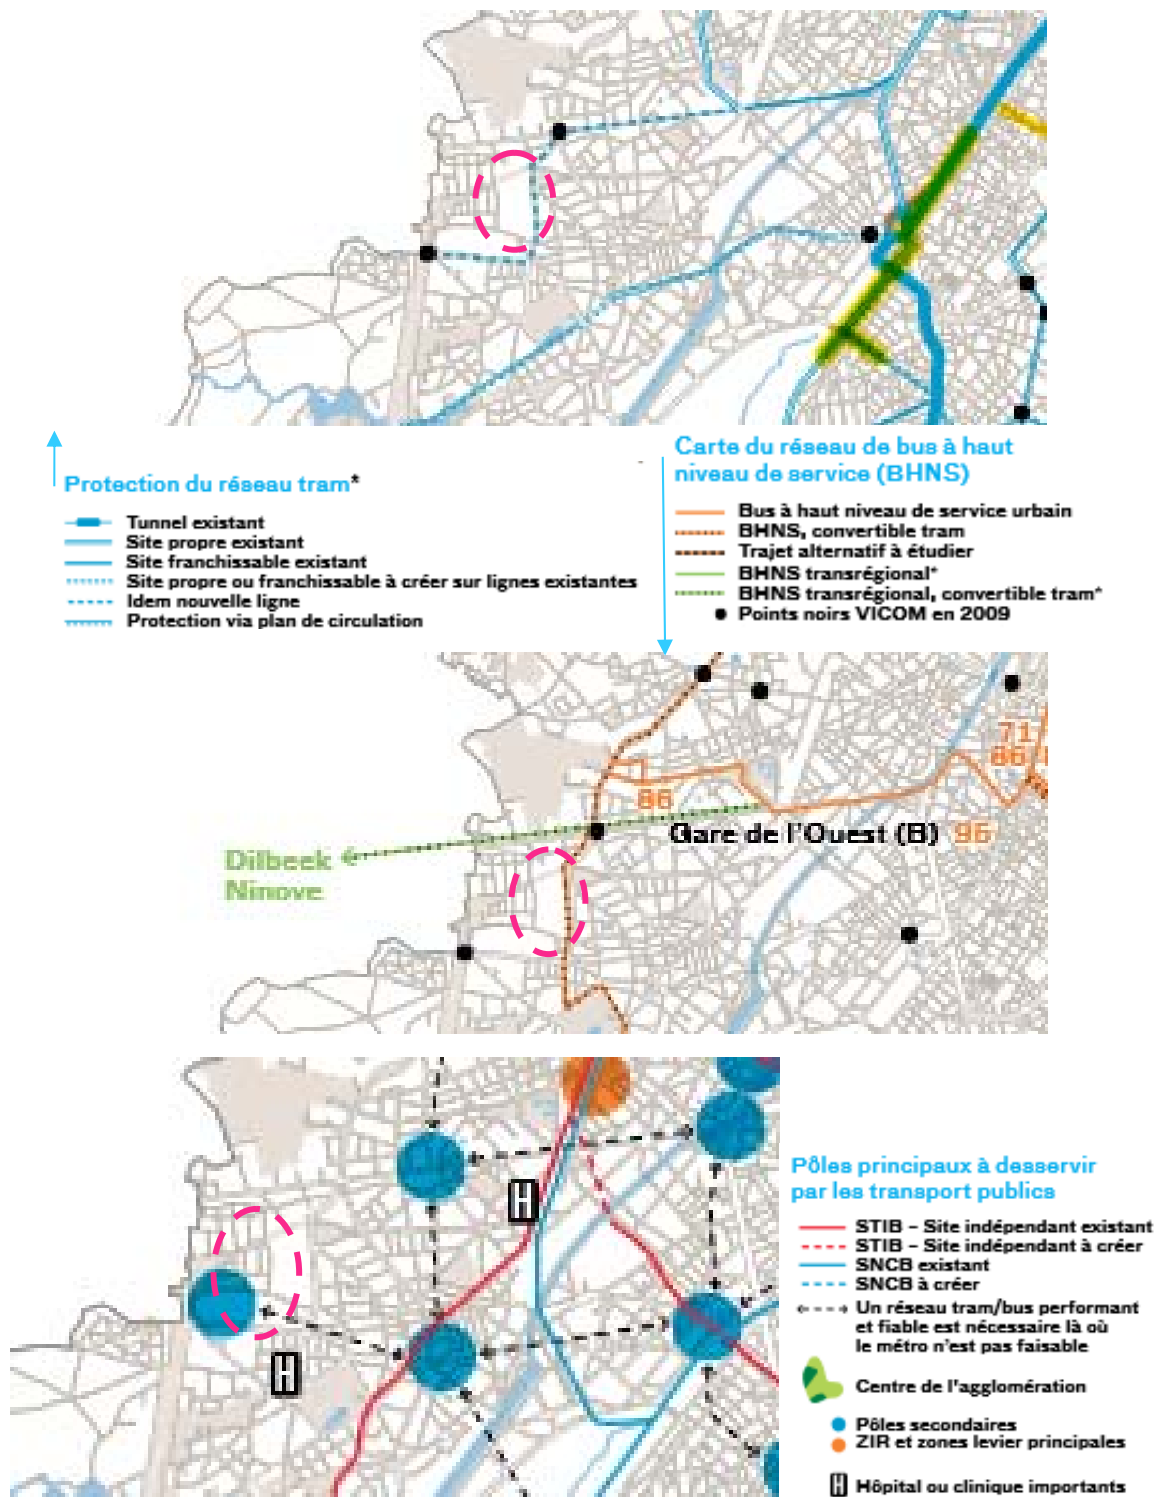 Carte du réseau de bus à haut
niveau de service (BHNS)
Protection du réseau tram*
Tunnel existant
Site propre existant
Site franchissable existant
Site propre ou franchissable à créer sur lignes existantes
Idem nouvelle ligne
Protection via plan de circulation
Bus à haut niveau de service urbain
BHNS, convertible tram
Trajet alternatif à étudier
BHNS transrégional*
BHNS transrégional, convertible tram*
Points noirs VICOM en 2009
71
86
86
Gare de l'Ouest (B) 95
Dilbeek
Ninove
H
H
Pôles principaux à desservir
par les transport publics
STIB – Site indépendant existant
STIB – Site indépendant à créer
SNCB existant
SNCB à créer
Un réseau tram/bus performant
et fiable est nécessaire là où
le métro n'est pas faisable
Centre de l'agglomération
Pôles secondaires
ZIR et zones levier principales
H Hôpital ou clinique importants